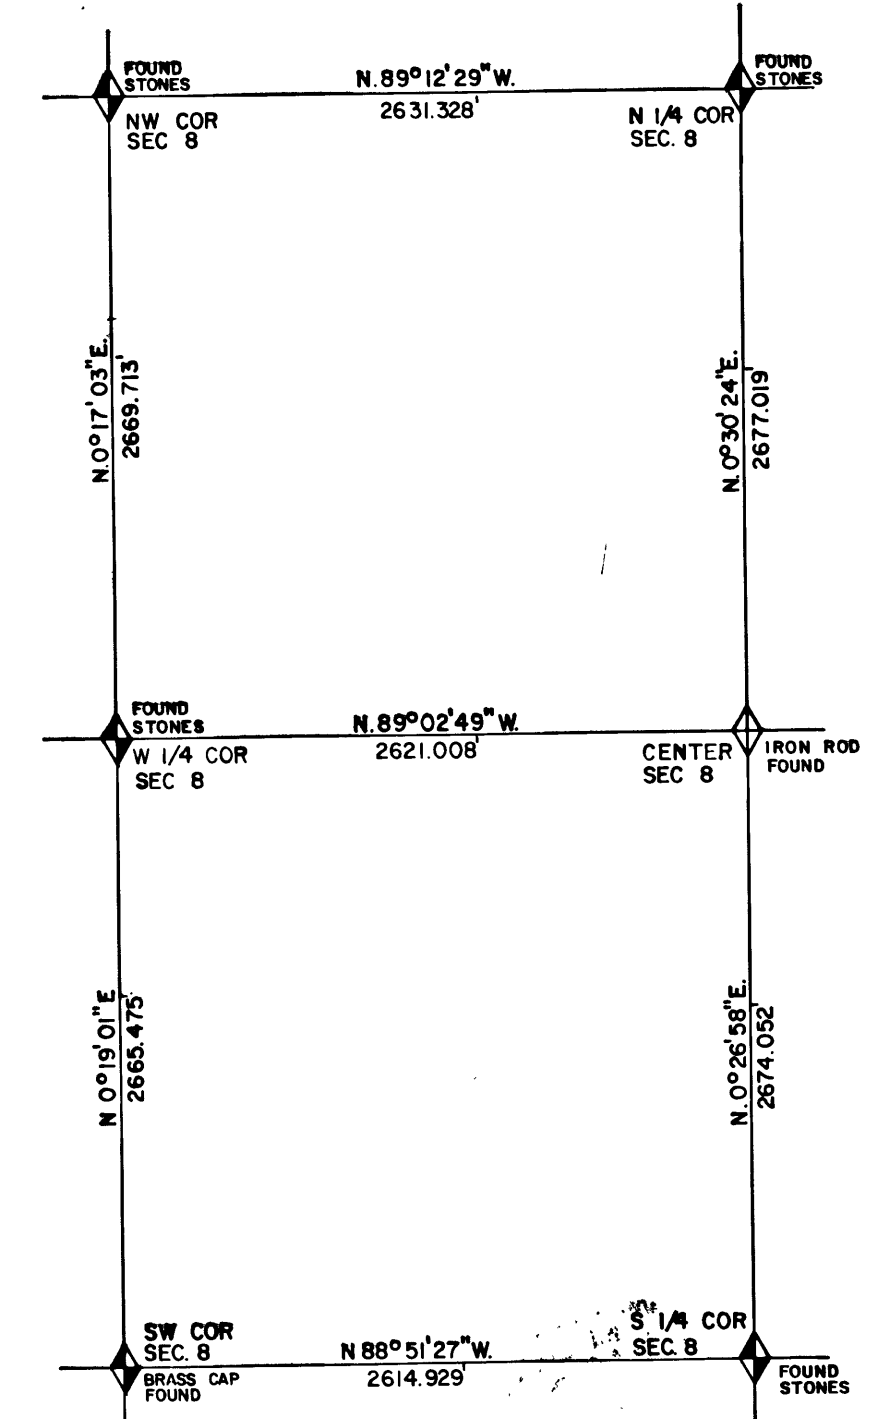 FOUND
STONES
N.89°12'29"W.
2631.328'
FOUND
STONES
NW COR
SEC 8
N 1/4 COR
SEC. 8
N.0°17'03"E.
2669.713'
N.0°30'24"E.
2677.019'
FOUND
STONES
W 1/4 COR
SEC 8
N.89°02'49"W.
2621.008'
CENTER
SEC 8
IRON ROD
FOUND
N 0°19'01"E
2665.475'
N.0°26'58"E.
2674.052'
SW COR
SEC. 8
BRASS CAP
FOUND
N 88°51'27"W.
2614.929'
S 1/4 COR
SEC. 8
FOUND
STONES